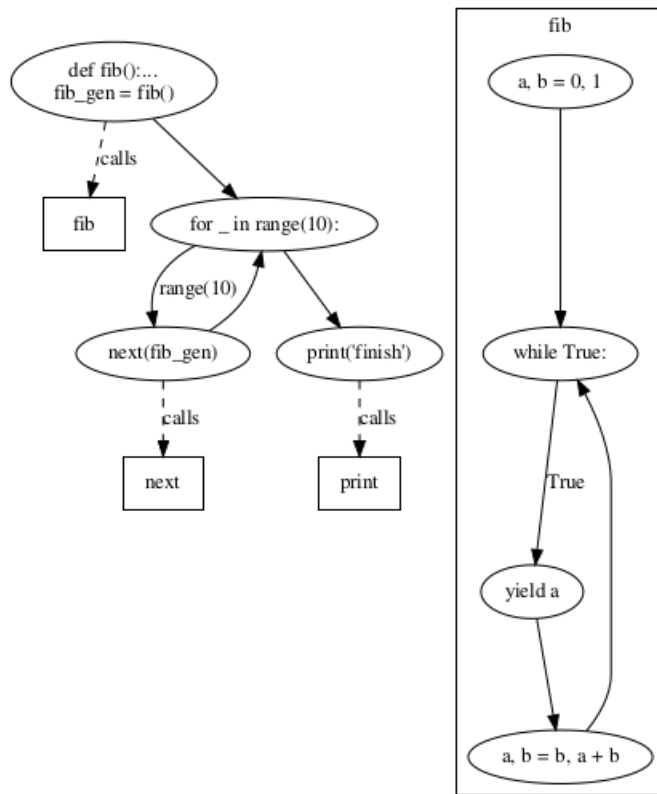 fib
def fib():...
fib_gen = fib()
a, b = 0, 1
calls
fib
for _ in range(10):
range(10)
next(fib_gen)
print('finish')
while True:
calls
calls
next
print
True
yield a
a, b = b, a + b